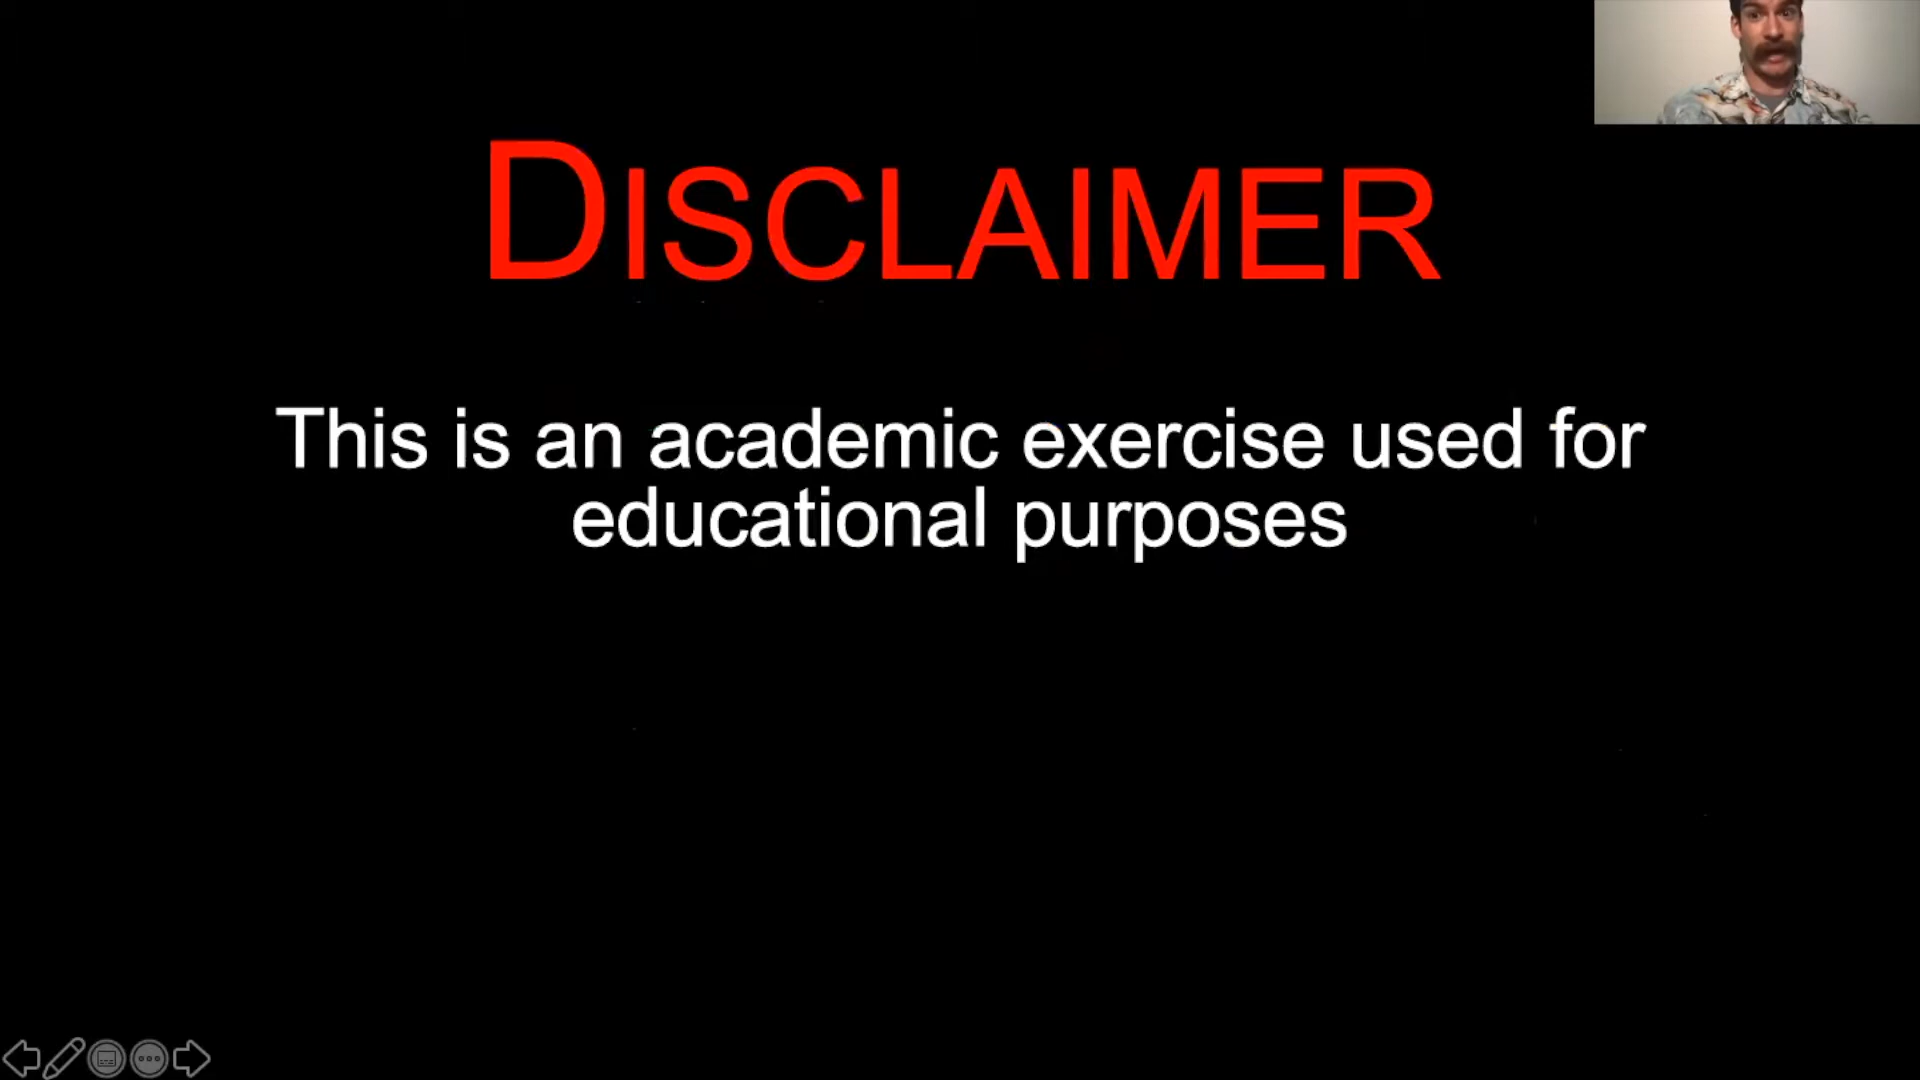 DISCLAIMER
This is an academic exercise used for
educational purposes